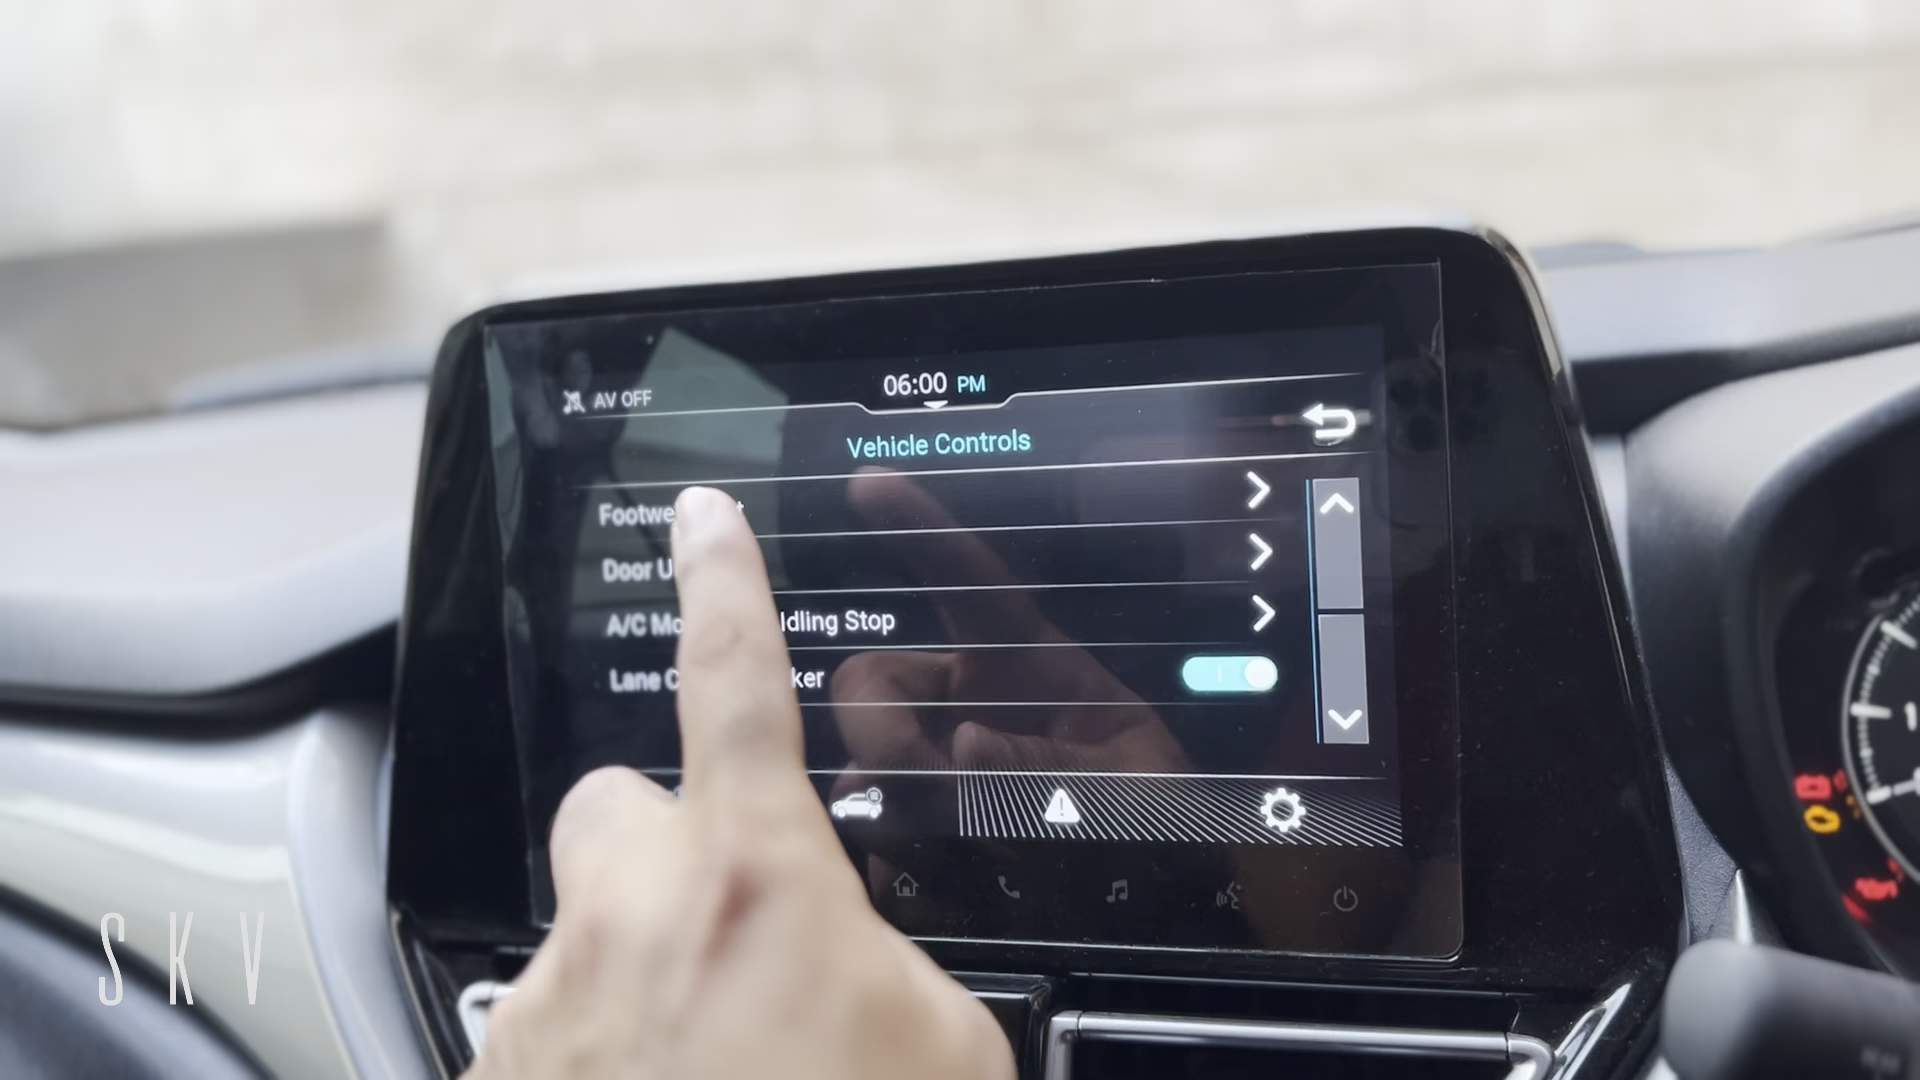 AV OFF
06:00 PM
Vehicle Controls
Footwe
Door U
A/C Mo Idling Stop
Lane C ker
SKV